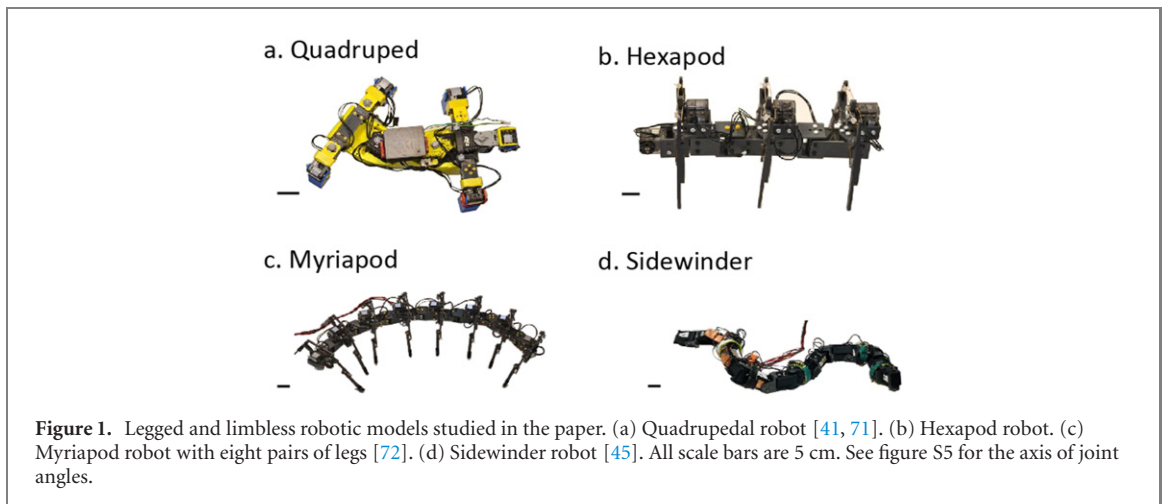 a. Quadruped
b. Hexapod
c. Myriapod
d. Sidewinder
Figure 1. Legged and limbless robotic models studied in the paper. (a) Quadrupedal robot [41, 71]. (b) Hexapod robot. (c)
Myriapod robot with eight pairs of legs [72]. (d) Sidewinder robot [45]. All scale bars are 5 cm. See figure S5 for the axis of joint
angles.